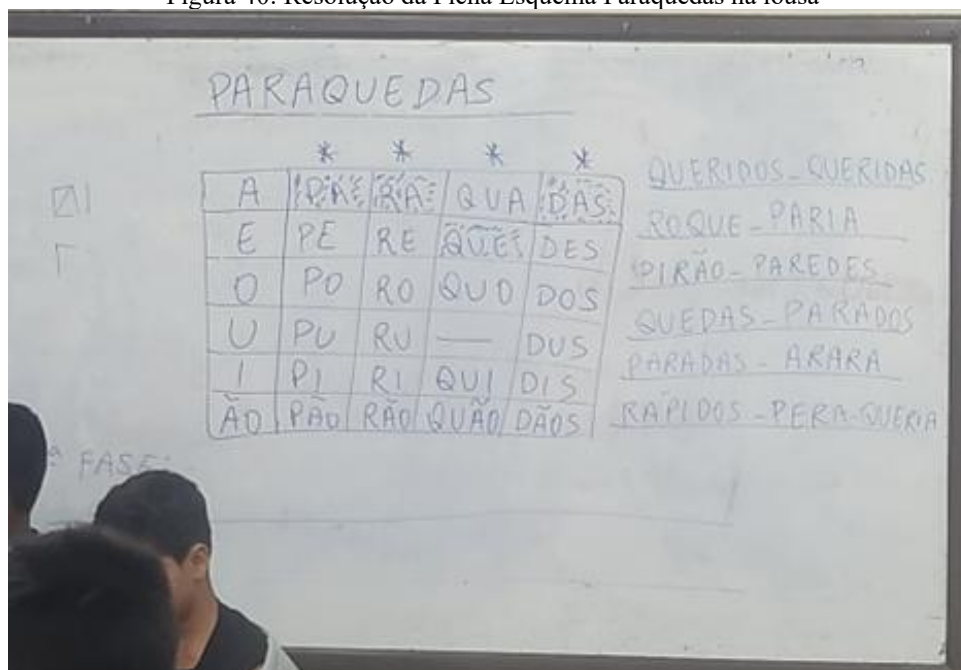 Figura 40: Resolução da Ficha Esquema Paraquedas na lousa
PARAQUEDAS
* * * *
A PA RA QUA DAS
E PE RE QUE DES
O PO RO QUO DOS
U PU RU — DUS
I PI RI QUI DIS
ÃO PÃO RÃO QUÃO DÃOS
QUERIDOS - QUERIDAS
ROQUE - PARIA
PIRÃO - PAREDES
QUEDAS - PARADOS
PARADAS - ARARA
RAPIDOS - PERA - QUERIA
ª FASE: